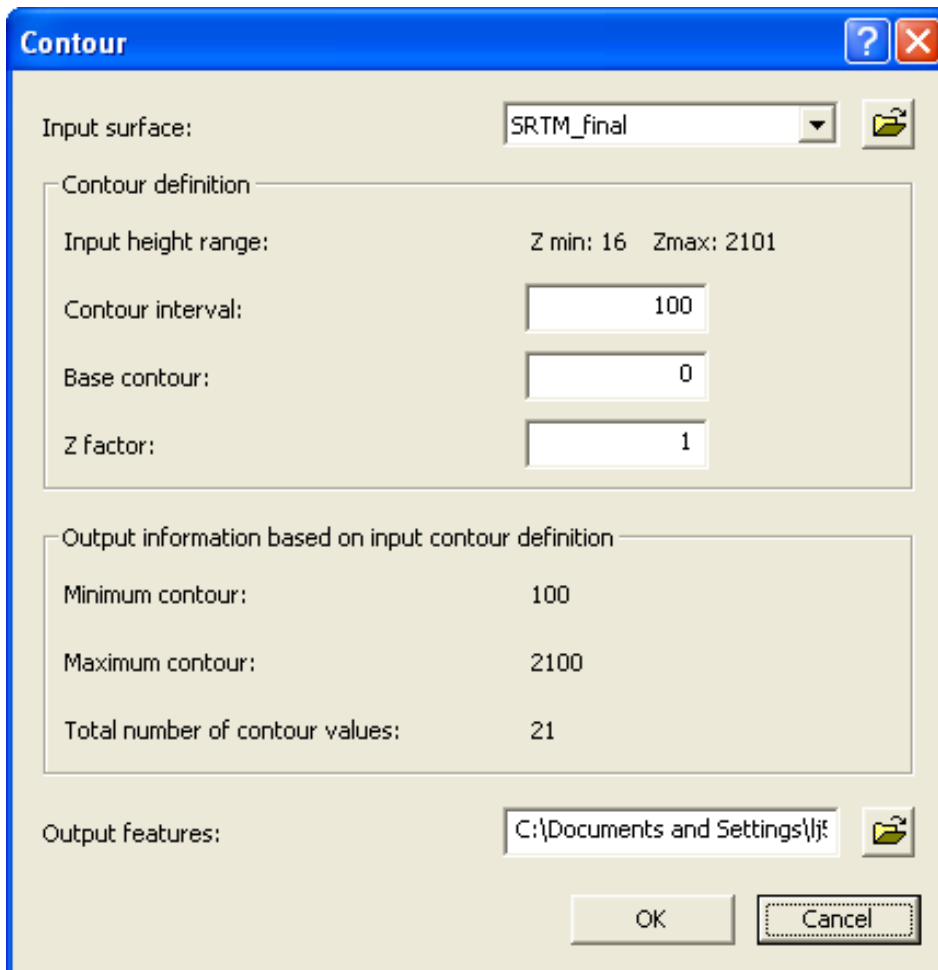 Contour
Input surface: SRTM_final
Contour definition
Input height range: Z min: 16 Zmax: 2101
Contour interval: 100
Base contour: 0
Z factor: 1
Output information based on input contour definition
Minimum contour: 100
Maximum contour: 2100
Total number of contour values: 21
Output features: C:\Documents and Settings\lj
OK Cancel